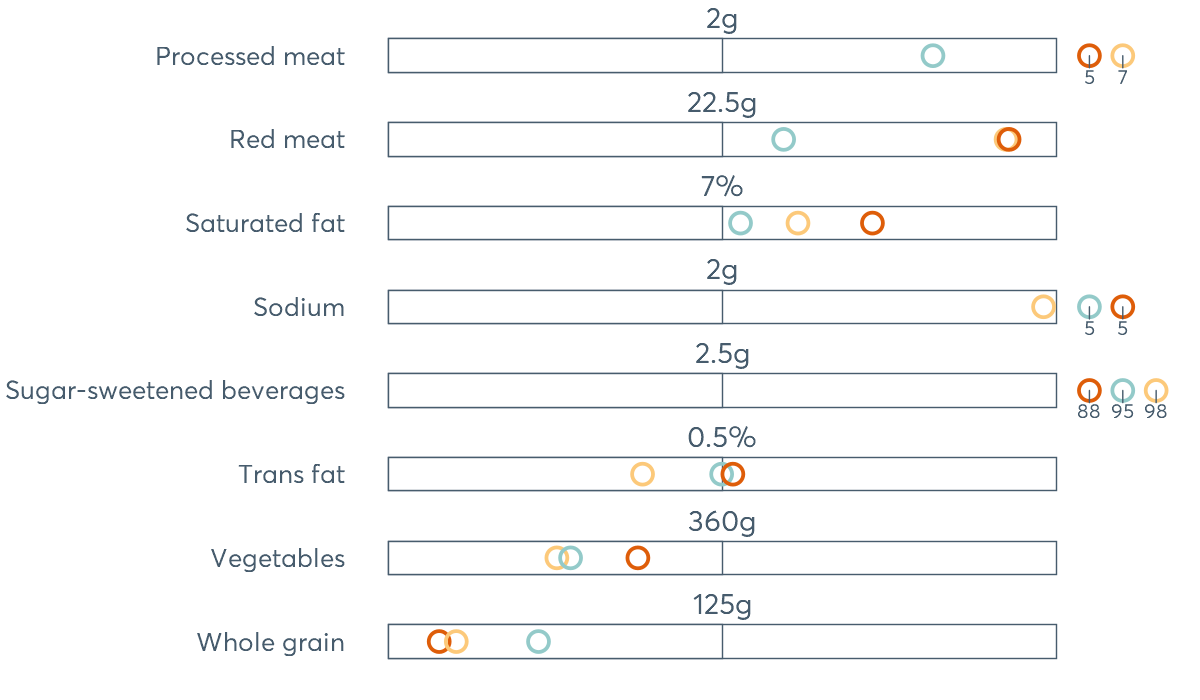 2g
Processed meat
5 7
22.5g
Red meat
7%
Saturated fat
2g
Sodium
5 5
2.5g
Sugar-sweetened beverages
88 95 98
0.5%
Trans fat
360g
Vegetables
125g
Whole grain